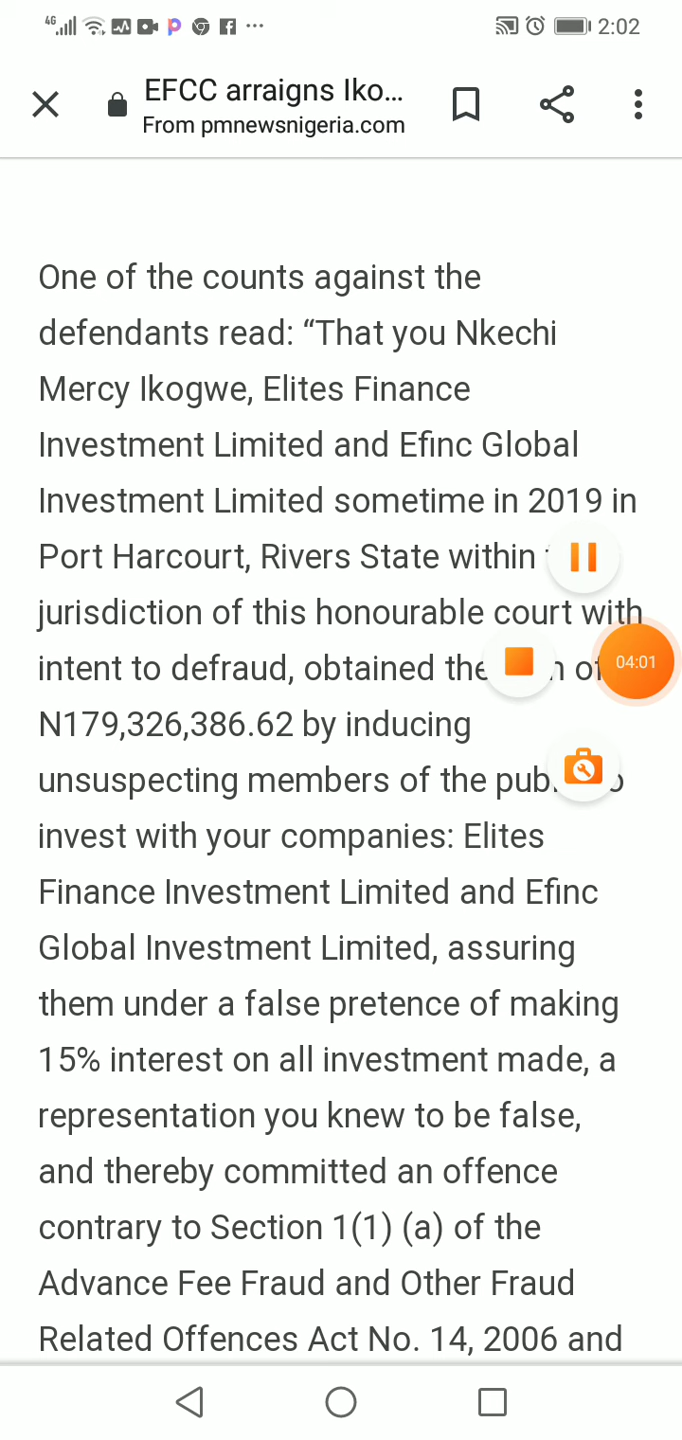 4G 2:02
EFCC arraigns Iko...
From pmnewsnigeria.com
One of the counts against the
defendants read: “That you Nkechi
Mercy Ikogwe, Elites Finance
Investment Limited and Efinc Global
Investment Limited sometime in 2019 in
Port Harcourt, Rivers State within
jurisdiction of this honourable court with
intent to defraud, obtained the of
04:01
N179,326,386.62 by inducing
unsuspecting members of the
invest with your companies: Elites
Finance Investment Limited and Efinc
Global Investment Limited, assuring
them under a false pretence of making
15% interest on all investment made, a
representation you knew to be false,
and thereby committed an offence
contrary to Section 1(1) (a) of the
Advance Fee Fraud and Other Fraud
Related Offences Act No. 14, 2006 and